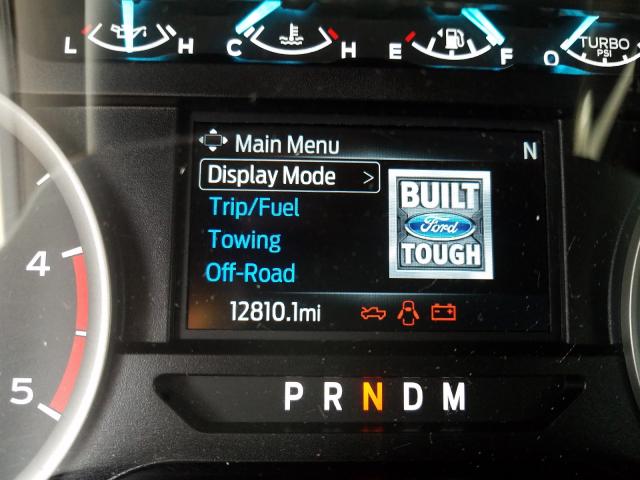 L H C H E F O TURBO
PSI
Main Menu N
Display Mode >
Trip/Fuel
Towing
Off-Road
BUILT
Ford
TOUGH
12810.1mi
4
5
P R N D M